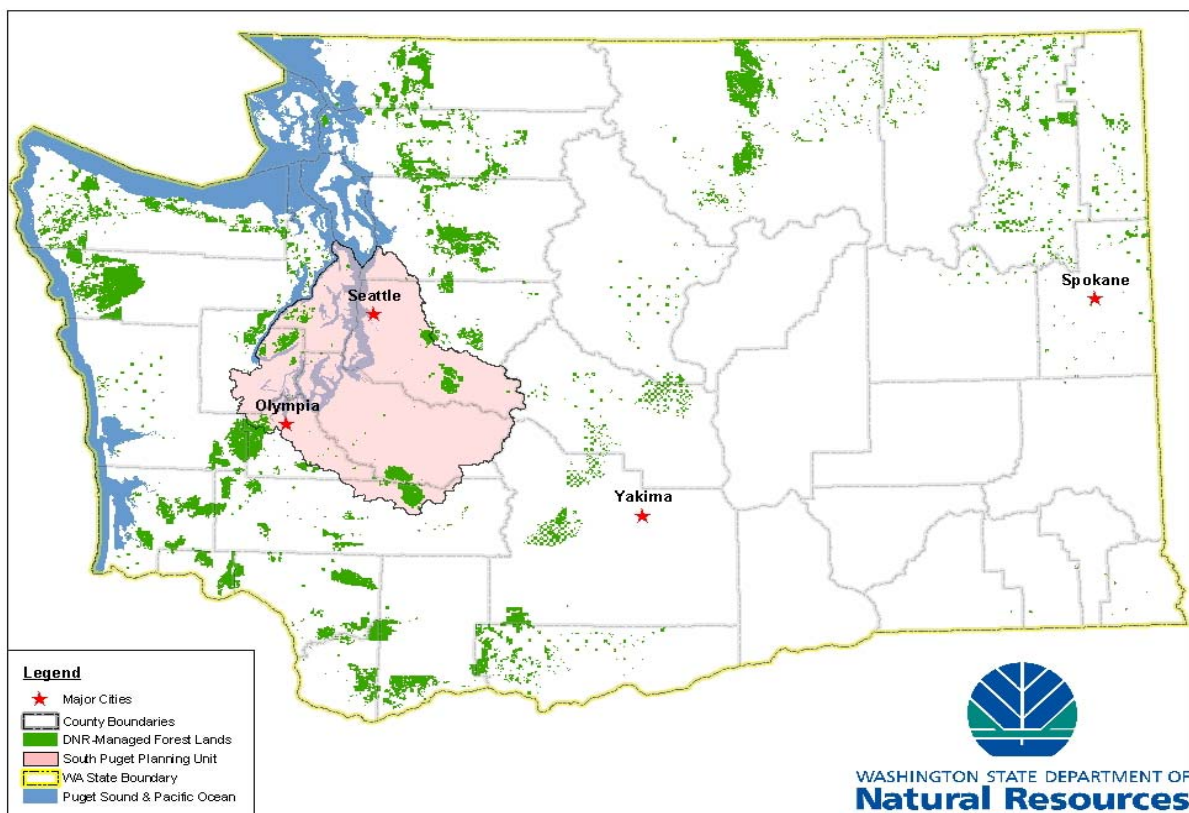 Seattle
Spokane
Olympia
Yakima
Legend
Major Cities
County Boundaries
DNR-Managed Forest Lands
South Puget Planning Unit
WA State Boundary
Puget Sound & Pacific Ocean
WASHINGTON STATE DEPARTMENT OF
Natural Resources